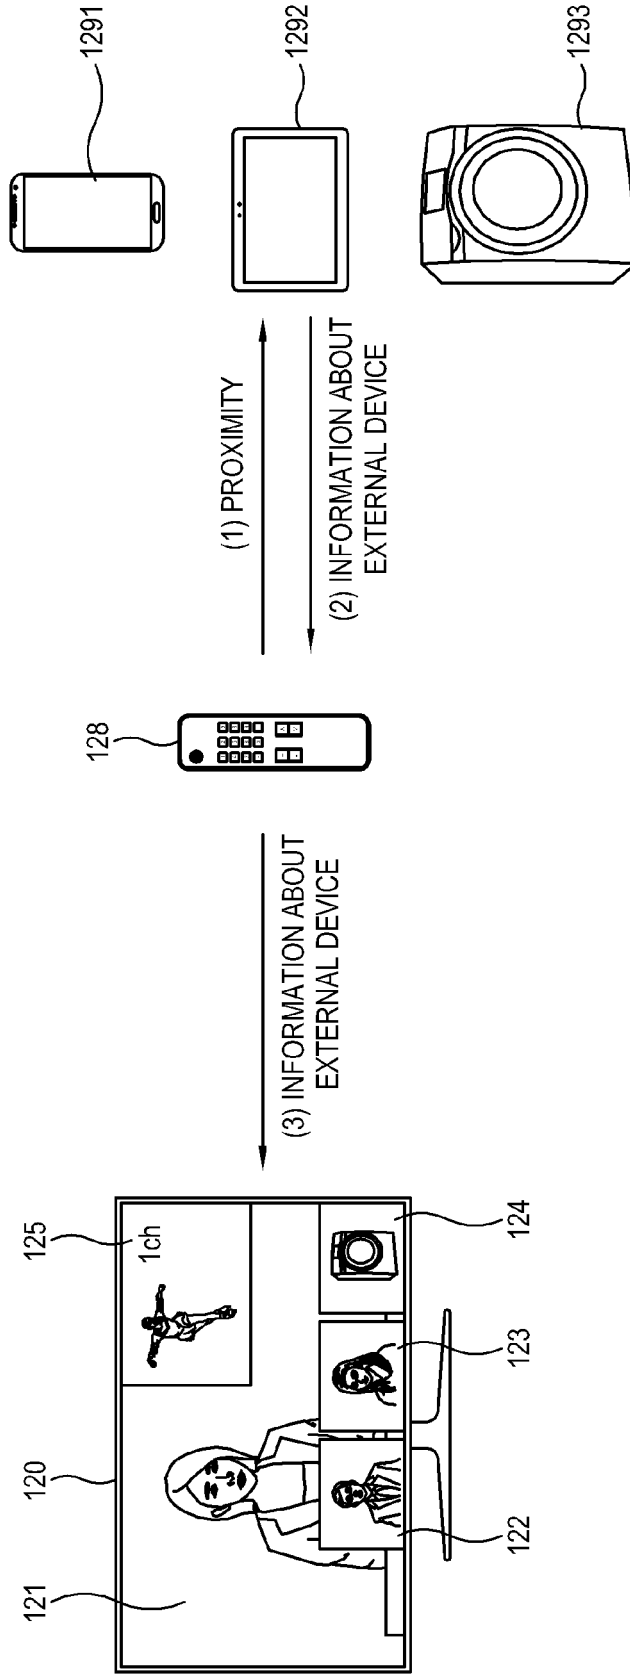 120
121
125
1ch
122
123
124
(3) INFORMATION ABOUT
EXTERNAL DEVICE
128
(1) PROXIMITY
(2) INFORMATION ABOUT
EXTERNAL DEVICE
1291
1292
1293